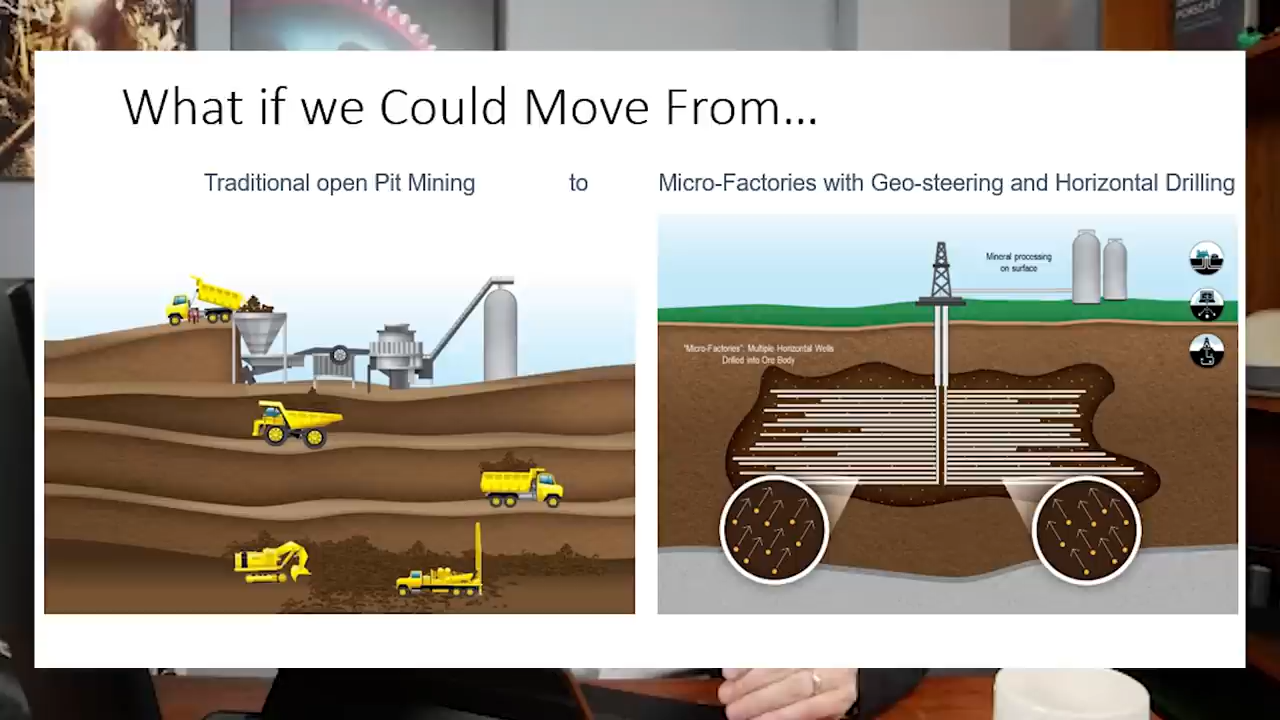 PORSCHE
What if we Could Move From...
Traditional open Pit Mining
to
Micro-Factories with Geo-steering and Horizontal Drilling
Mineral processing
on surface
"Micro-Factories": Multiple Horizontal Wells
Drilled into Ore Body